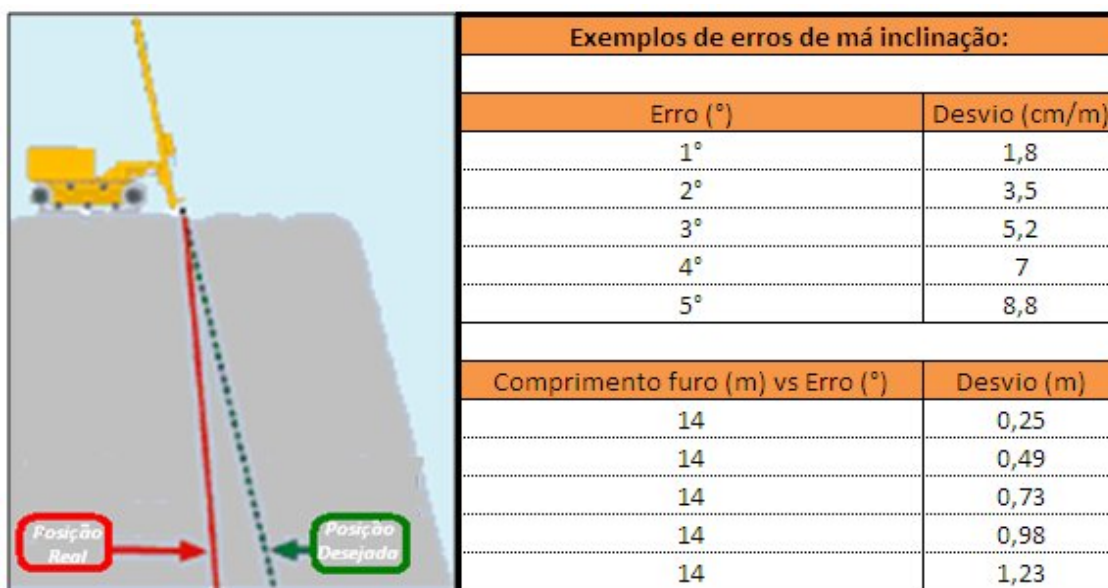 Exemplos de erros de má inclinação:
Erro (°) Desvio (cm/m)
1° 1,8
2° 3,5
3° 5,2
4° 7
5° 8,8
Comprimento furo (m) vs Erro (°) Desvio (m)
14 0,25
14 0,49
14 0,73
14 0,98
14 1,23
Posição
Real
Posição
Desejada